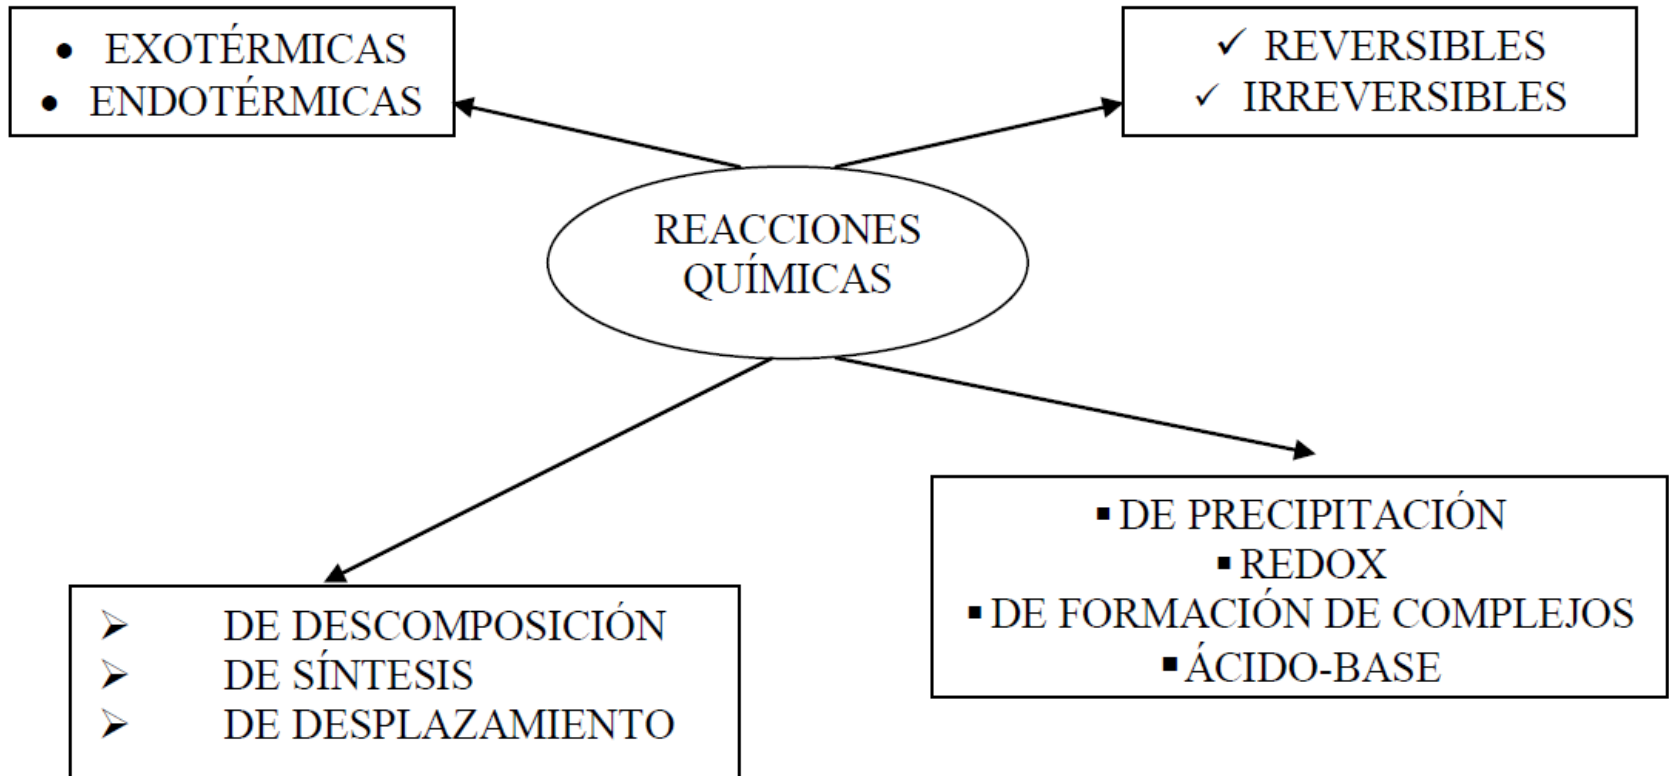 • EXOTÉRMICAS
• ENDOTÉRMICAS
✓ REVERSIBLES
✓ IRREVERSIBLES
REACCIONES
QUÍMICAS
➢ DE DESCOMPOSICIÓN
➢ DE SÍNTESIS
➢ DE DESPLAZAMIENTO
▪ DE PRECIPITACIÓN
▪ REDOX
▪ DE FORMACIÓN DE COMPLEJOS
▪ ÁCIDO-BASE